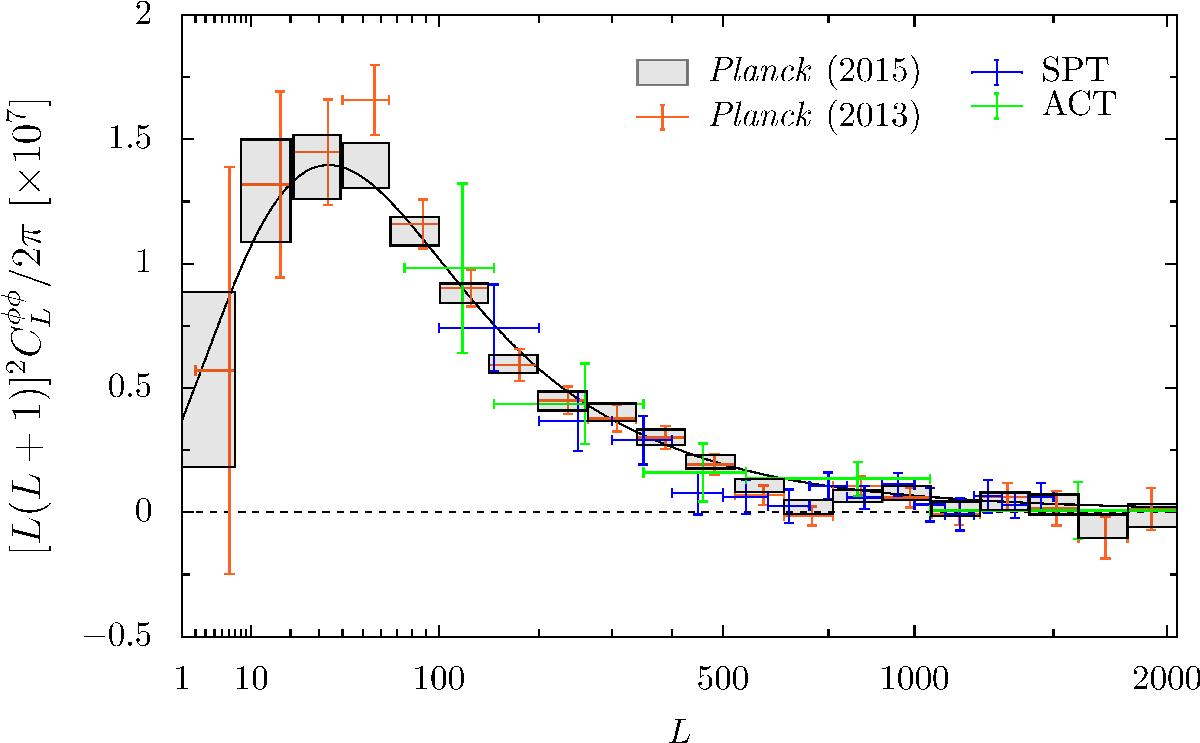 Planck (2015)
Planck (2013)
SPT
ACT
[L(L + 1)]²C_L^{ϕϕ}/2π [×10⁷]
2
1.5
1
0.5
0
−0.5
1 10 100 500 1000 2000
L